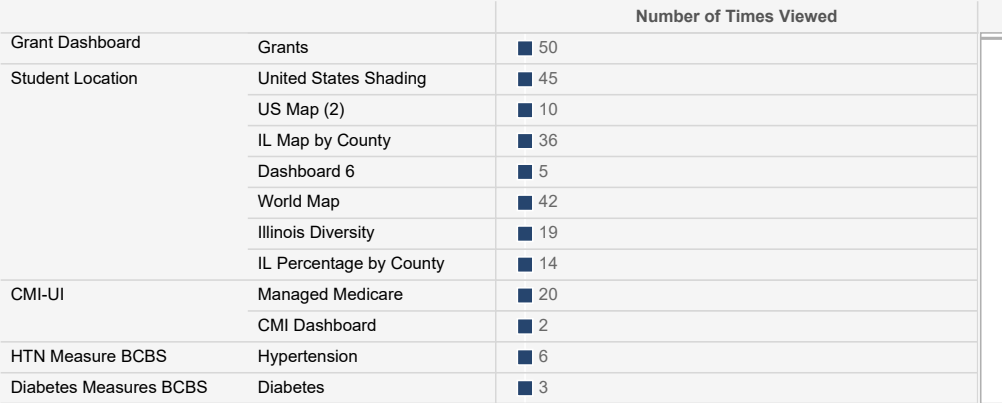 Number of Times Viewed
Grant Dashboard Grants 50
Student Location United States Shading 45
US Map (2) 10
IL Map by County 36
Dashboard 6 5
World Map 42
Illinois Diversity 19
IL Percentage by County 14
CMI-UI Managed Medicare 20
CMI Dashboard 2
HTN Measure BCBS Hypertension 6
Diabetes Measures BCBS Diabetes 3